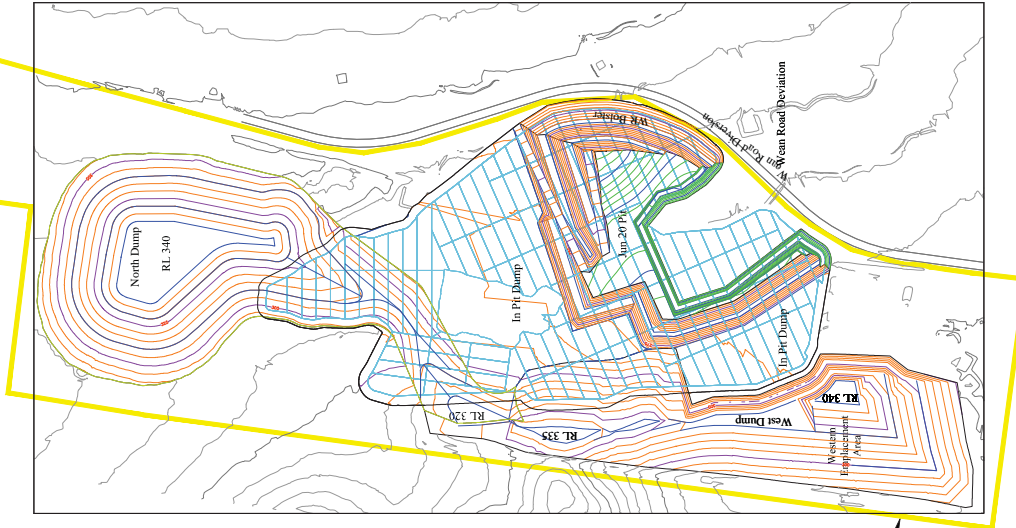 Wean Road Deviation
WR Bolster
North Dump
RL 340
Jun 20 Pit
In Pit Dump
In Pit Dump
RL 320
RL 335
West Dump
RL 340
Western
Emplacement
Area